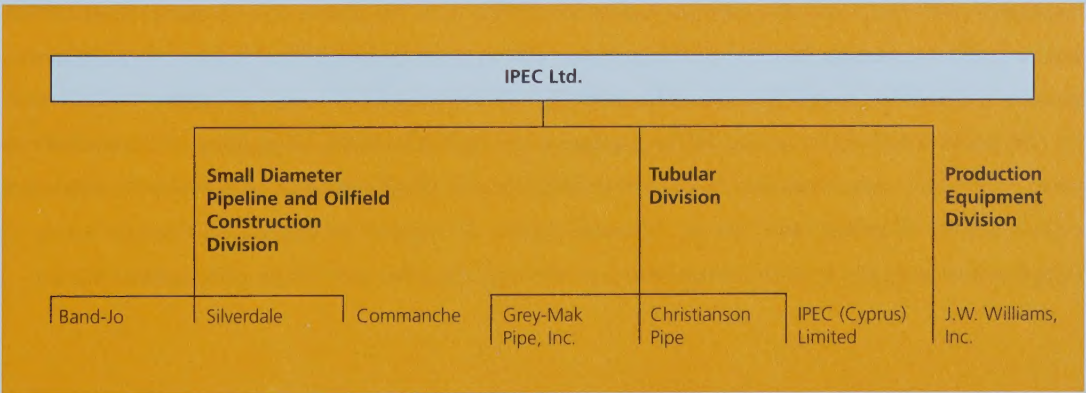 IPEC Ltd.
Small Diameter
Pipeline and Oilfield
Construction
Division
Tubular
Division
Production
Equipment
Division
Band-Jo
Silverdale
Commanche
Grey-Mak
Pipe, Inc.
Christianson
Pipe
IPEC (Cyprus)
Limited
J.W. Williams,
Inc.